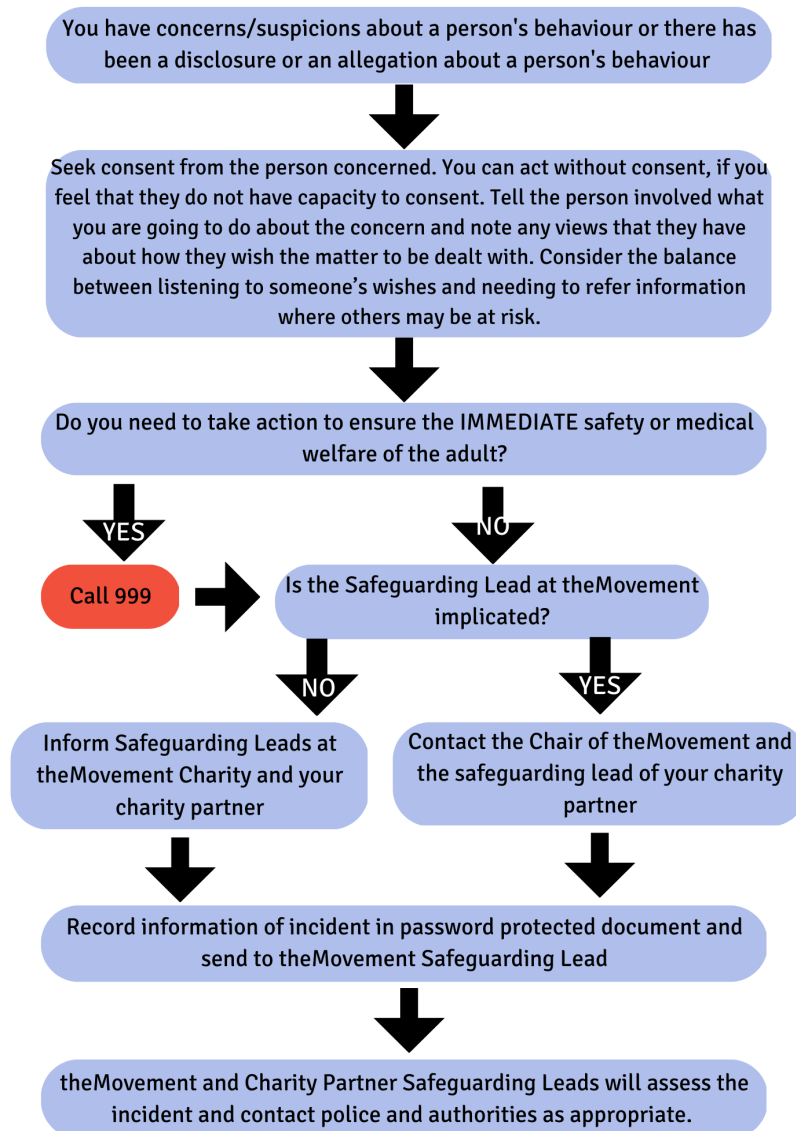 You have concerns/suspicions about a person's behaviour or there has
been a disclosure or an allegation about a person's behaviour
Seek consent from the person concerned. You can act without consent, if you
feel that they do not have capacity to consent. Tell the person involved what
you are going to do about the concern and note any views that they have
about how they wish the matter to be dealt with. Consider the balance
between listening to someone’s wishes and needing to refer information
where others may be at risk.
Do you need to take action to ensure the IMMEDIATE safety or medical
welfare of the adult?
YES
NO
Call 999
Is the Safeguarding Lead at theMovement
implicated?
NO
YES
Inform Safeguarding Leads at
theMovement Charity and your
charity partner
Contact the Chair of theMovement and
the safeguarding lead of your charity
partner
Record information of incident in password protected document and
send to theMovement Safeguarding Lead
theMovement and Charity Partner Safeguarding Leads will assess the
incident and contact police and authorities as appropriate.